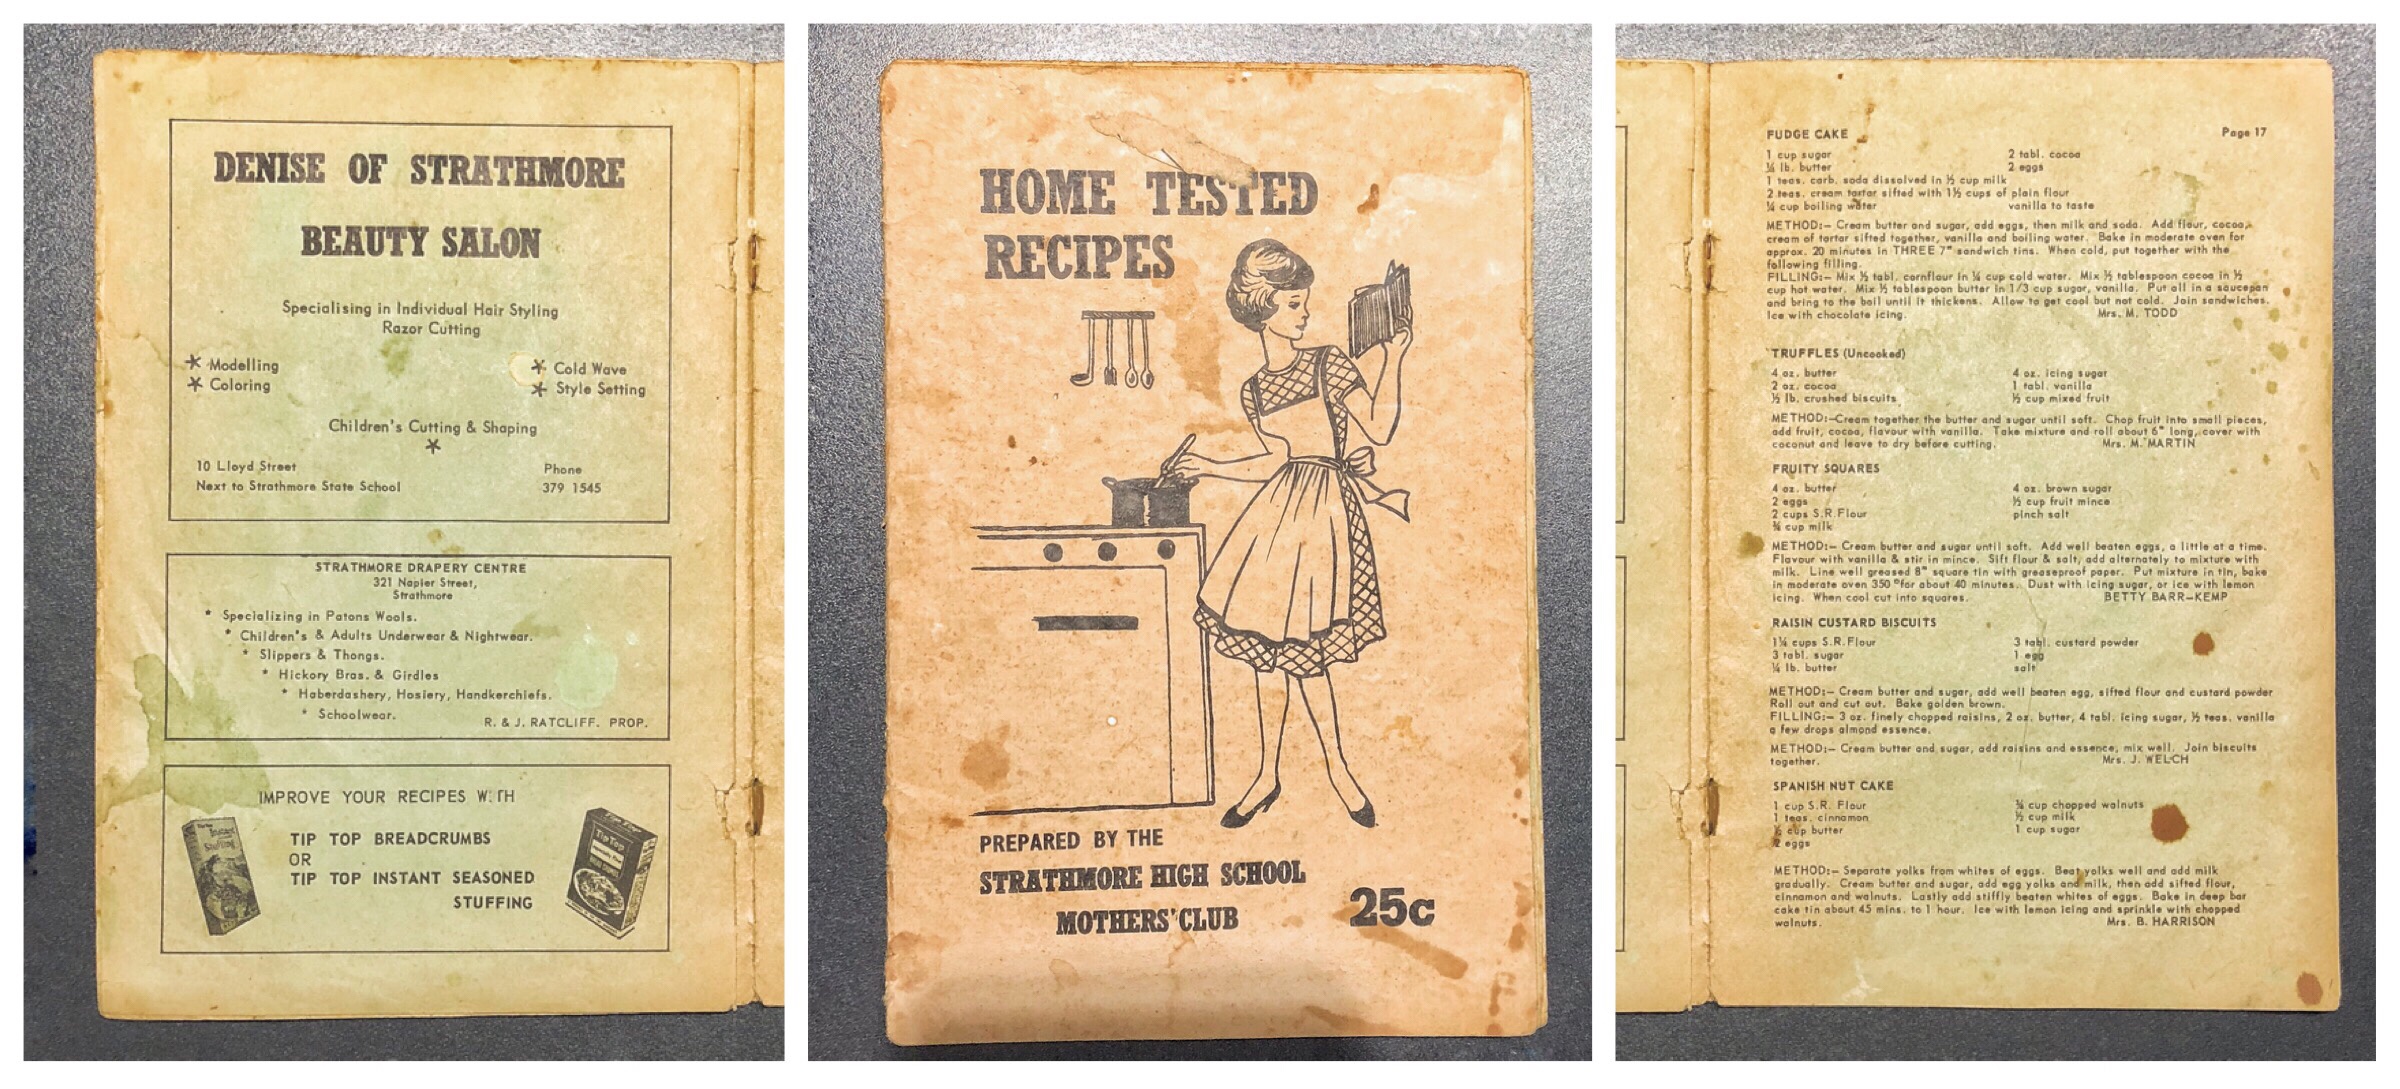 DENISE OF STRATHMORE
BEAUTY SALON
Specialising in Individual Hair Styling
Razor Cutting
* Modelling
* Coloring
* Cold Wave
* Style Setting
Children's Cutting & Shaping
*
10 Lloyd Street
Next to Strathmore State School
Phone
379 1545
STRATHMORE DRAPERY CENTRE
321 Napier Street,
Strathmore
* Specializing in Patons Wools.
* Children's & Adults Underwear & Nightwear.
* Slippers & Thongs.
* Hickory Bras. & Girdles
* Haberdashery, Hosiery, Handkerchiefs.
* Schoolwear.
R. & J. RATCLIFF. PROP.
IMPROVE YOUR RECIPES WITH
TIP TOP BREADCRUMBS
OR
TIP TOP INSTANT SEASONED
STUFFING
Instant
Stuffing
Tip Top
HOME TESTED
RECIPES
PREPARED BY THE
STRATHMORE HIGH SCHOOL
MOTHERS' CLUB
25c
Page 17
FUDGE CAKE
1 cup sugar 2 tabl. cocoa
¼ lb. butter 2 eggs
1 teas. carb. soda dissolved in ½ cup milk
2 teas. cream tartar sifted with 1½ cups of plain flour
¼ cup boiling water vanilla to taste
METHOD:- Cream butter and sugar, add eggs, then milk and soda. Add flour, cocoa,
cream of tartar sifted together, vanilla and boiling water. Bake in moderate oven for
approx. 20 minutes in THREE 7" sandwich tins. When cold, put together with the
following filling.
FILLING:- Mix ½ tabl. cornflour in ¼ cup cold water. Mix ½ tablespoon cocoa in ½
cup hot water. Mix ½ tablespoon butter in 1/3 cup sugar, vanilla. Put all in a saucepan
and bring to the boil until it thickens. Allow to get cool but not cold. Join sandwiches.
Ice with chocolate icing. Mrs. M. TODD
TRUFFLES (Uncooked)
4 oz. butter 4 oz. icing sugar
2 oz. cocoa 1 tabl. vanilla
½ lb. crushed biscuits ½ cup mixed fruit
METHOD:-Cream together the butter and sugar until soft. Chop fruit into small pieces,
add fruit, cocoa, flavour with vanilla. Take mixture and roll about 6" long, cover with
coconut and leave to dry before cutting. Mrs. M. MARTIN
FRUITY SQUARES
4 oz. butter 4 oz. brown sugar
2 eggs ½ cup fruit mince
2 cups S.R.Flour pinch salt
¾ cup milk
METHOD:- Cream butter and sugar until soft. Add well beaten eggs, a little at a time.
Flavour with vanilla & stir in mince. Sift flour & salt, add alternately to mixture with
milk. Line well greased 8" square tin with greaseproof paper. Put mixture in tin, bake
in moderate oven 350 ° for about 40 minutes. Dust with icing sugar, or ice with lemon
icing. When cool cut into squares. BETTY BARR-KEMP
RAISIN CUSTARD BISCUITS
1¼ cups S.R.Flour 3 tabl. custard powder
3 tabl. sugar 1 egg
¼ lb. butter salt
METHOD:- Cream butter and sugar, add well beaten egg, sifted flour and custard powder
Roll out and cut out. Bake golden brown.
FILLING:- 3 oz. finely chopped raisins, 2 oz. butter, 4 tabl. icing sugar, ½ teas. vanilla
a few drops almond essence.
METHOD:- Cream butter and sugar, add raisins and essence, mix well. Join biscuits
together. Mrs. J. WELCH
SPANISH NUT CAKE
1 cup S.R. Flour ¾ cup chopped walnuts
1 teas. cinnamon ½ cup milk
½ cup butter 1 cup sugar
2 eggs
METHOD:- Separate yolks from whites of eggs. Beat yolks well and add milk
gradually. Cream butter and sugar, add egg yolks and milk, then add sifted flour,
cinnamon and walnuts. Lastly add stiffly beaten whites of eggs. Bake in deep bar
cake tin about 45 mins. to 1 hour. Ice with lemon icing and sprinkle with chopped
walnuts. Mrs. B. HARRISON